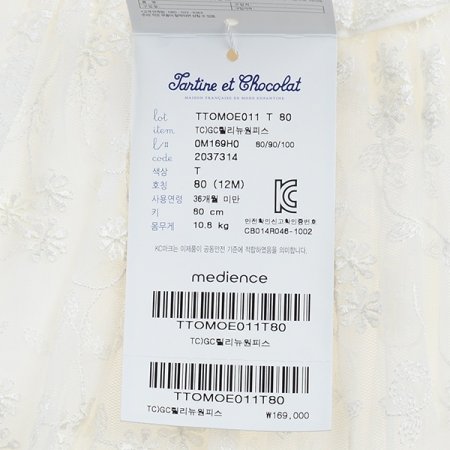 Tartine et Chocolat
MAISON FRANÇAISE DE MODE ENFANTINE
lot TTOMOE011 T 80
item TC)GC릴리뉴원피스
f/# 0M169H0 80/90/100
code 2037314
색상 T
호칭 80 (12M)
사용연령 36개월 미만
키 80 cm
몸무게 10.8 kg
안전확인신고확인증번호
CB014R046-1002
KC마크는 이제품이 공동안전 기준에 적합하였음을 의미합니다.
medience
TTOMOE011T80
TC)GC릴리뉴원피스
TTOMOE011T80
TC)GC릴리뉴원피스
₩169,000